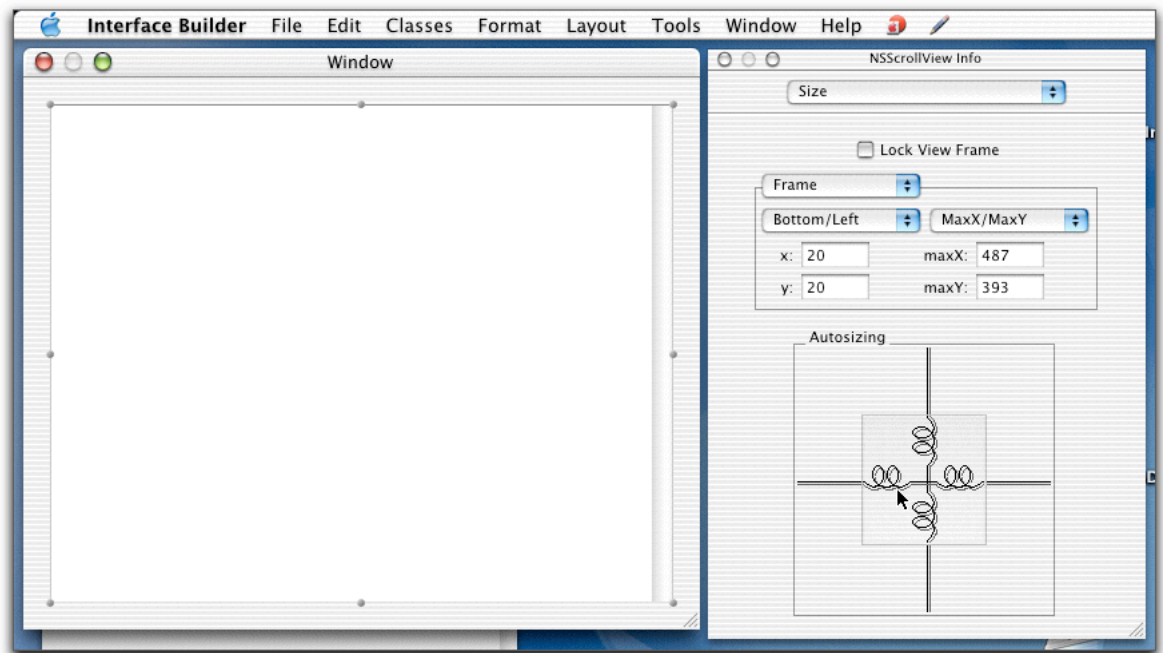 Interface Builder File Edit Classes Format Layout Tools Window Help
Window
NSScrollView Info
Size
Lock View Frame
Frame
Bottom/Left MaxX/MaxY
x: 20 maxX: 487
y: 20 maxY: 393
Autosizing